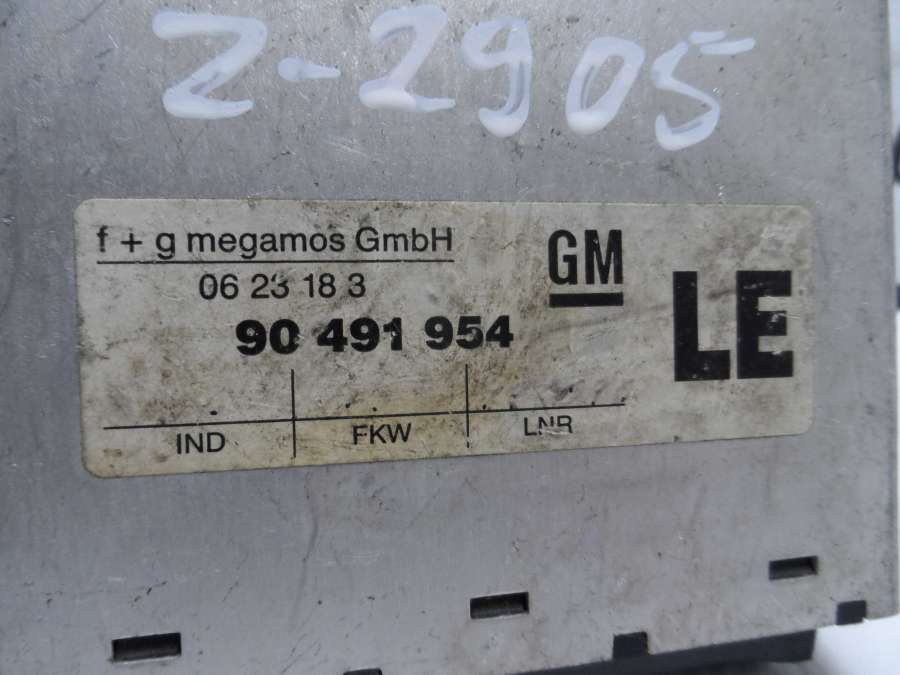 Z-2905
f + g megamos GmbH
GM
06 23 18 3
LE
90 491 954
IND FKW LNR